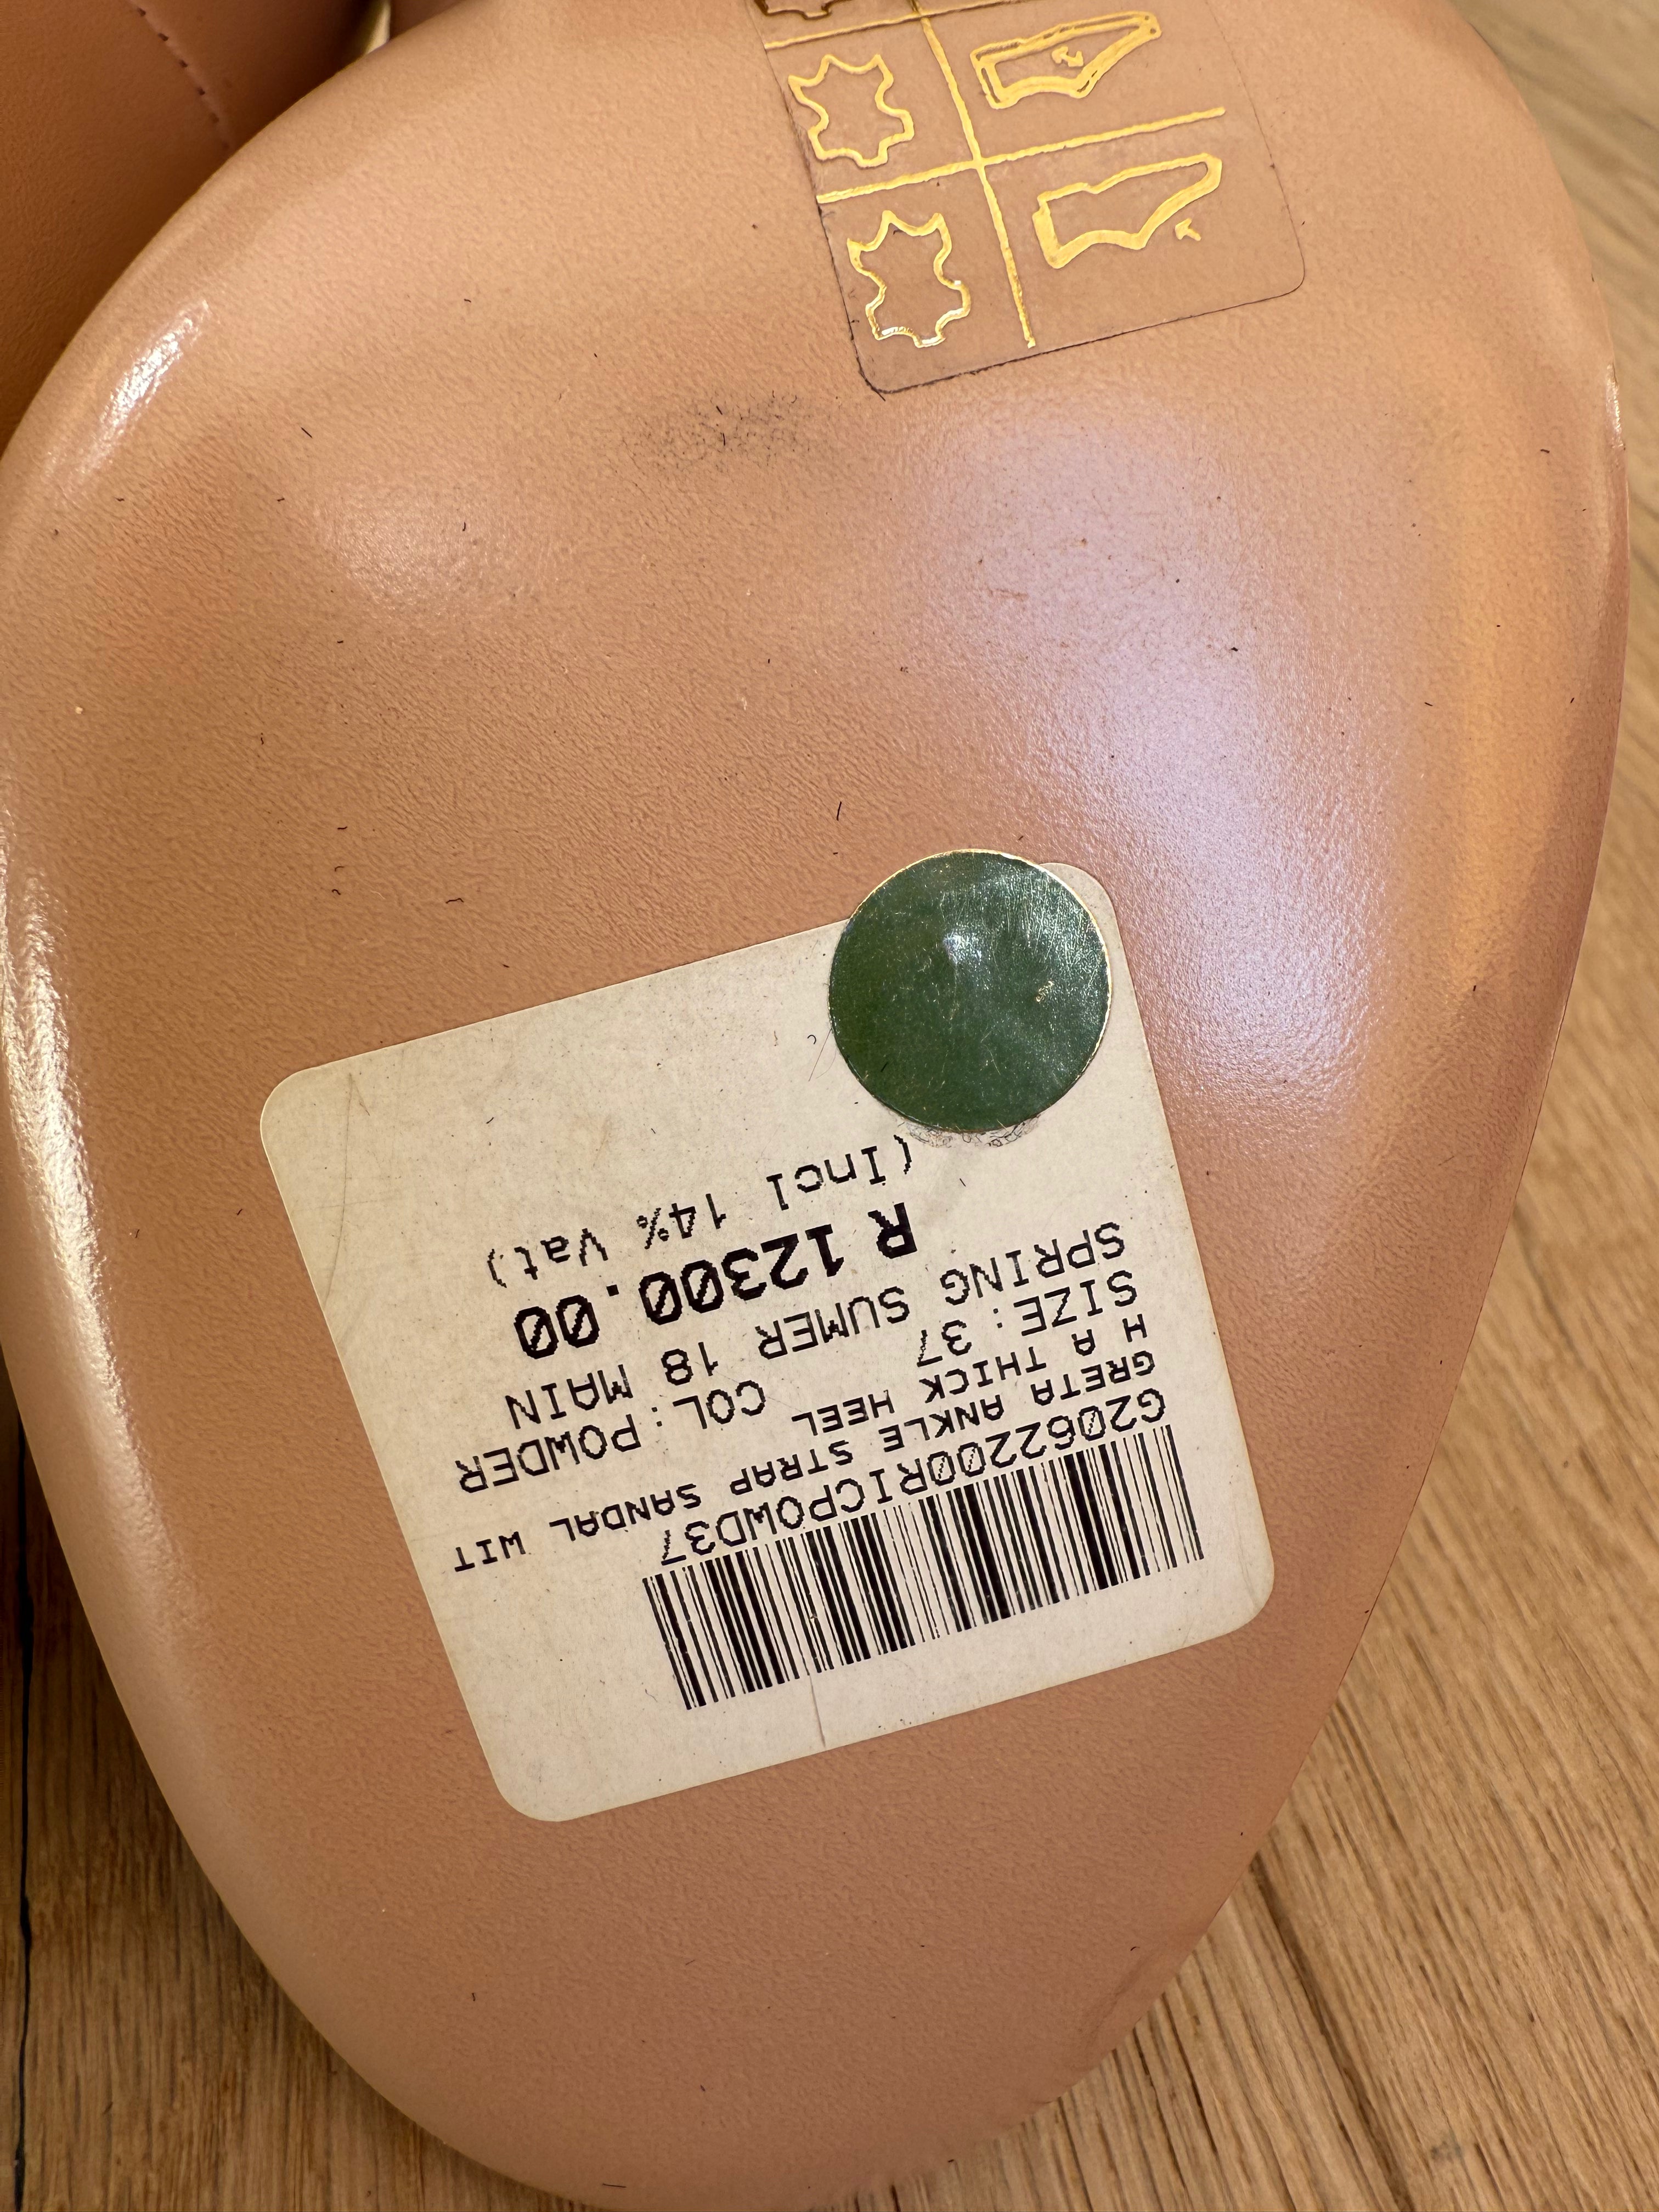 G206220ORICPOWD37
GRETA ANKLE STRAP SANDAL WIT
H A THICK HEEL
SIZE: 37 COL: POWDER
SPRING SUMER 18 MAIN
R 12300.00
(Incl 14% Vat)